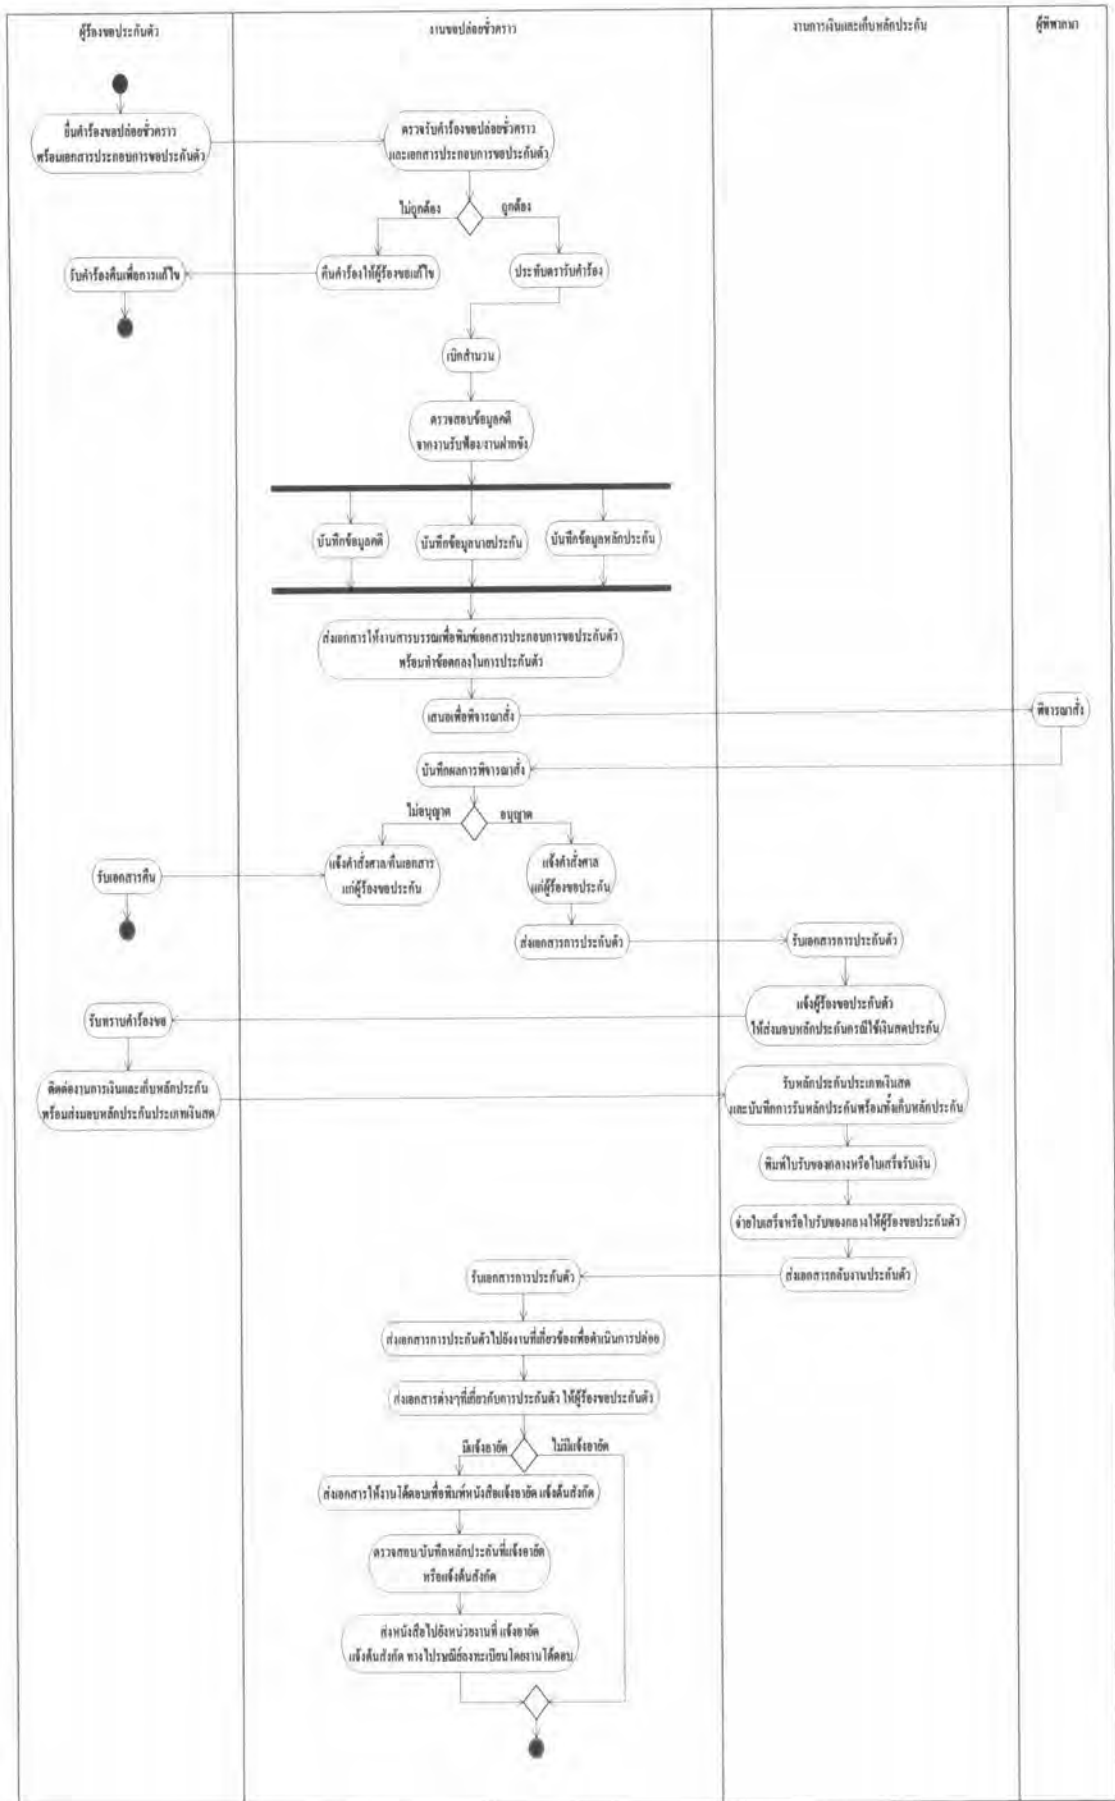 ผู้ร้องขอประกันตัว
งานขอปล่อยชั่วคราว
งานการเงินและเก็บหลักประกัน
ผู้พิพากษา
ยื่นคำร้องขอปล่อยชั่วคราว
พร้อมเอกสารประกอบการขอประกันตัว
ตรวจรับคำร้องขอปล่อยชั่วคราว
และเอกสารประกอบการขอประกันตัว
ไม่ถูกต้อง
ถูกต้อง
รับคำร้องคืนเพื่อการแก้ไข
คืนคำร้องให้ผู้ร้องขอแก้ไข
ประทับตรารับคำร้อง
เบิกสำนวน
ตรวจสอบข้อมูลคดี
จากงานรับฟ้อง/งานฝากขัง
บันทึกข้อมูลคดี
บันทึกข้อมูลนายประกัน
บันทึกข้อมูลหลักประกัน
ส่งเอกสารให้งานสารบรรณเพื่อพิมพ์เอกสารประกอบการขอประกันตัว
พร้อมทำข้อตกลงในการประกันตัว
เสนอเพื่อพิจารณาสั่ง
พิจารณาสั่ง
บันทึกผลการพิจารณาสั่ง
ไม่อนุญาต
อนุญาต
รับเอกสารคืน
แจ้งคำสั่งศาล/คืนเอกสาร
แก่ผู้ร้องขอประกัน
แจ้งคำสั่งศาล
แก่ผู้ร้องขอประกัน
ส่งเอกสารการประกันตัว
รับเอกสารการประกันตัว
รับทราบคำร้องขอ
แจ้งผู้ร้องขอประกันตัว
ให้ส่งมอบหลักประกันกรณีใช้เงินสดประกัน
ติดต่องานการเงินและเก็บหลักประกัน
พร้อมส่งมอบหลักประกันประเภทเงินสด
รับหลักประกันประเภทเงินสด
และบันทึกการรับหลักประกันพร้อมทั้งเก็บหลักประกัน
พิมพ์ใบรับของกลางหรือใบเสร็จรับเงิน
จ่ายใบเสร็จหรือใบรับของกลางให้ผู้ร้องขอประกันตัว
รับเอกสารการประกันตัว
ส่งเอกสารกลับงานประกันตัว
ส่งเอกสารการประกันตัวไปยังงานที่เกี่ยวข้องเพื่อดำเนินการปล่อย
ส่งเอกสารต่างๆที่เกี่ยวกับการประกันตัว ให้ผู้ร้องขอประกันตัว
มีแจ้งอายัด
ไม่มีแจ้งอายัด
ส่งเอกสารให้งานโต้ตอบเพื่อพิมพ์หนังสือแจ้งอายัด แจ้งต้นสังกัด
ตรวจสอบ/บันทึกหลักประกันที่แจ้งอายัด
หรือแจ้งต้นสังกัด
ส่งหนังสือไปยังหน่วยงานที่ แจ้งอายัด
แจ้งต้นสังกัด ทางไปรษณีย์ลงทะเบียนโดยงานโต้ตอบ